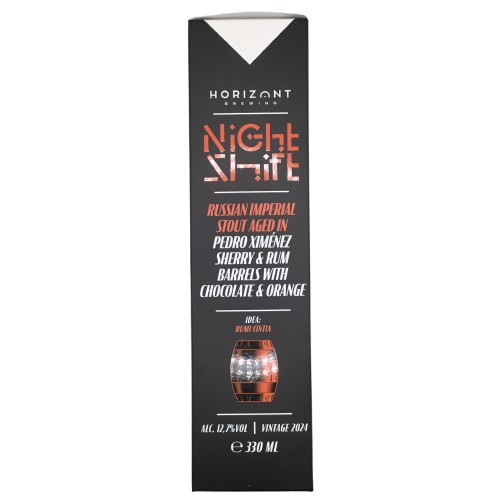 HORIZONT
BREWING
NIGHT
SHIFT
RUSSIAN IMPERIAL
STOUT AGED IN
PEDRO XIMÉNEZ
SHERRY & RUM
BARRELS WITH
CHOCOLATE & ORANGE
IDEA:
RUMI CINTIA
ALC. 12,7%VOL | VINTAGE 2024
℮ 330 ML